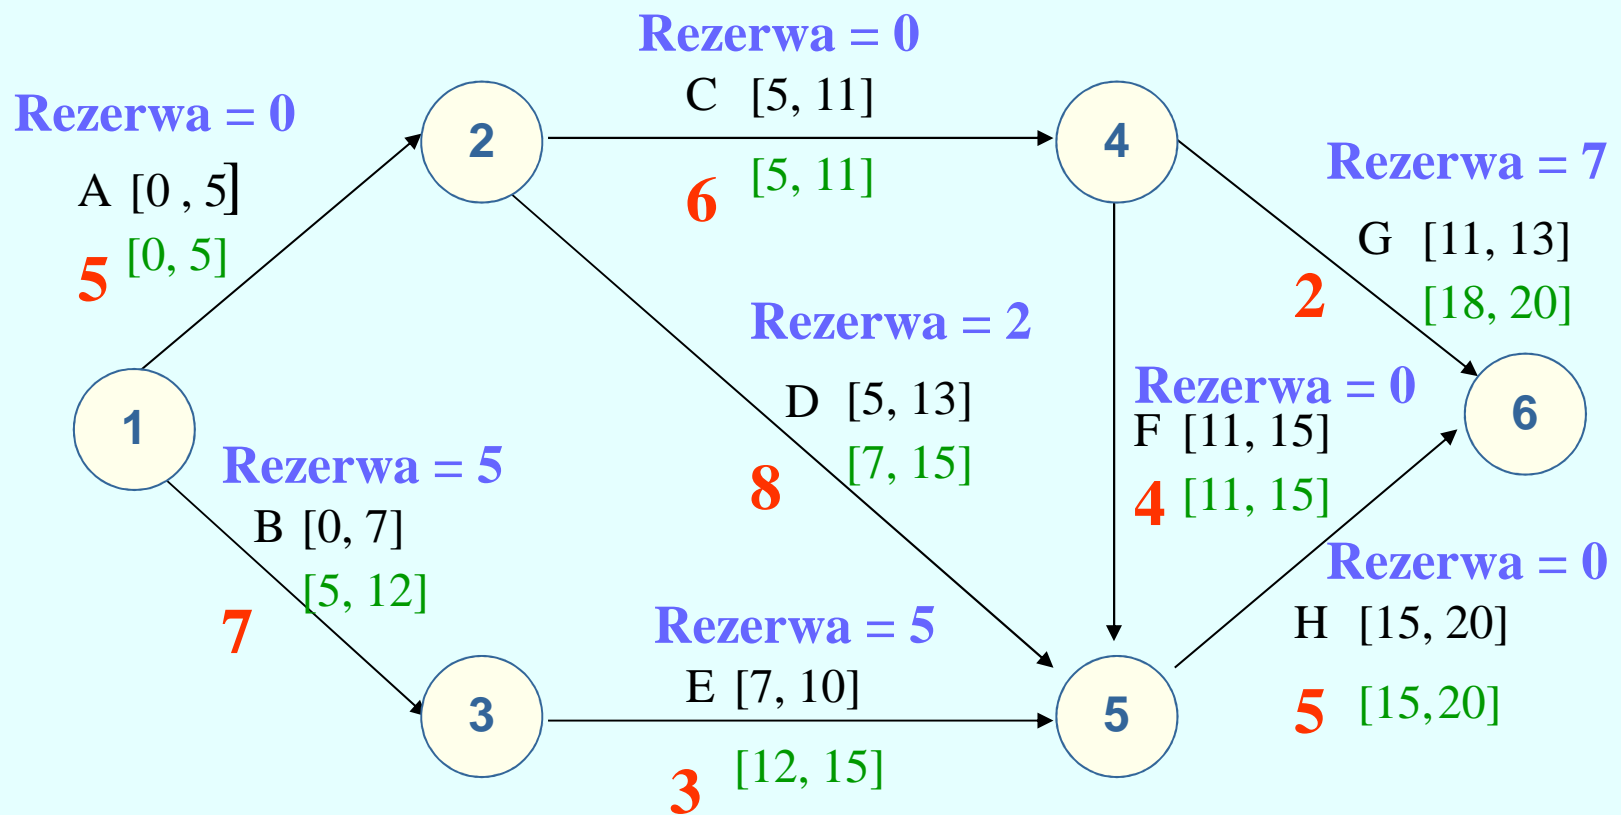 Rezerwa = 0
C [5, 11]
[5, 11]
6
Rezerwa = 0
A [0 , 5]
[0, 5]
5
2
4
Rezerwa = 7
G [11, 13]
[18, 20]
2
Rezerwa = 2
D [5, 13]
[7, 15]
8
Rezerwa = 0
F [11, 15]
[11, 15]
4
1
6
Rezerwa = 5
B [0, 7]
[5, 12]
7
Rezerwa = 0
H [15, 20]
[15,20]
5
Rezerwa = 5
E [7, 10]
[12, 15]
3
3
5